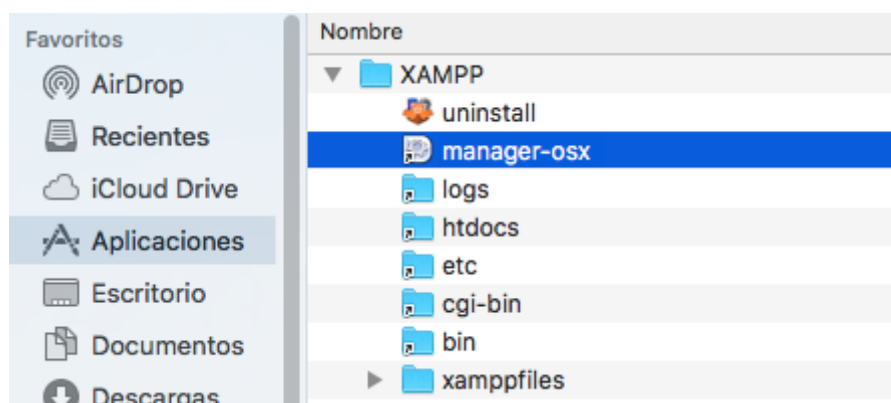 Favoritos
AirDrop
Recientes
iCloud Drive
Aplicaciones
Escritorio
Documentos
Descargas
Nombre
XAMPP
uninstall
manager-osx
logs
htdocs
etc
cgi-bin
bin
xamppfiles